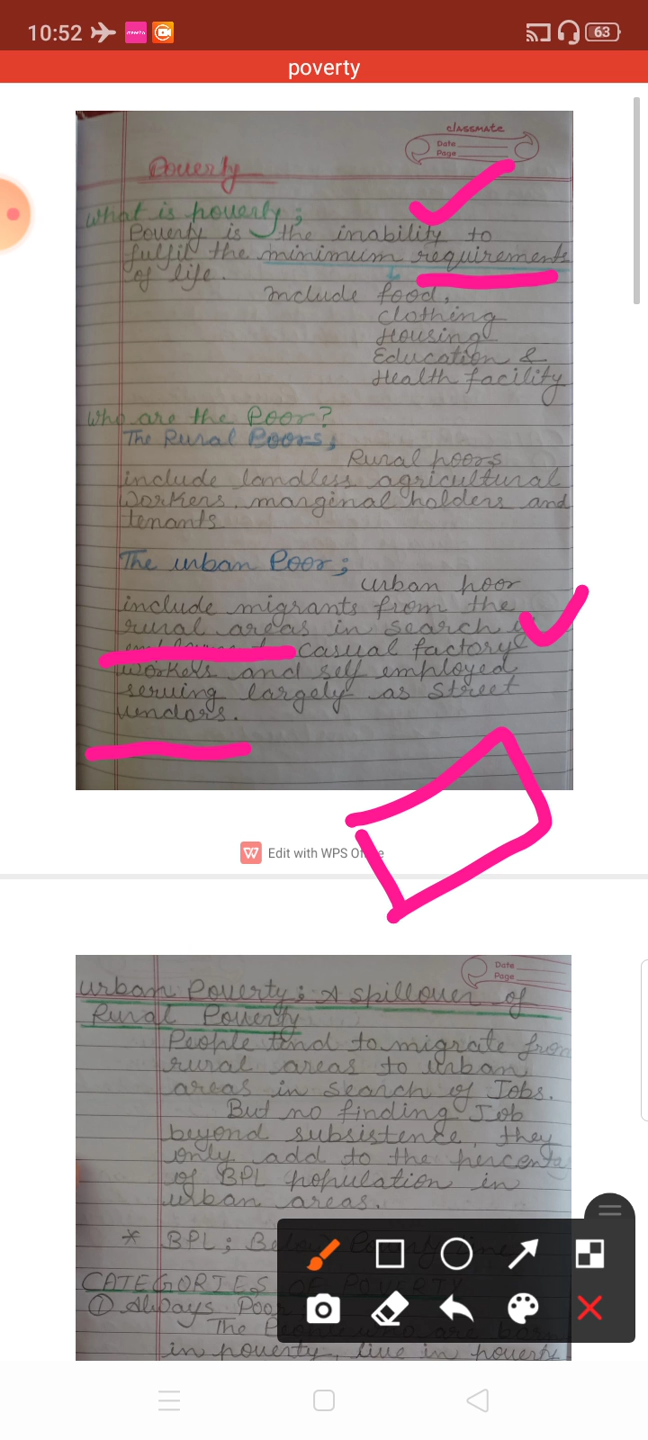 10:52
63
poverty
classmate
Date
Page
Poverty
what is poverty;
Poverty is the inability to
fulfil the minimum requirements
of life.
include food,
clothing
Housing
Education &
Health facility
Who are the Poor?
The Rural Poors;
Rural poors
include landless agricultural
workers, marginal holders and
tenants
The urban Poor;
urban poor
include migrants from the
rural areas in search
casual factory
workers and self employed
serving largely as street
vendors.
Edit with WPS
Date
Page
urban Poverty; A spillover of
Rural Poverty
People tend to migrate from
rural areas to urban
areas in search of Jobs.
But no finding Job
beyond subsistence, they
only add to the percentg
of BPL population in
urban areas.
* BPL;
CATEGORIES OF POVERTY
① Always Poor
The
in poverty, live in poverty